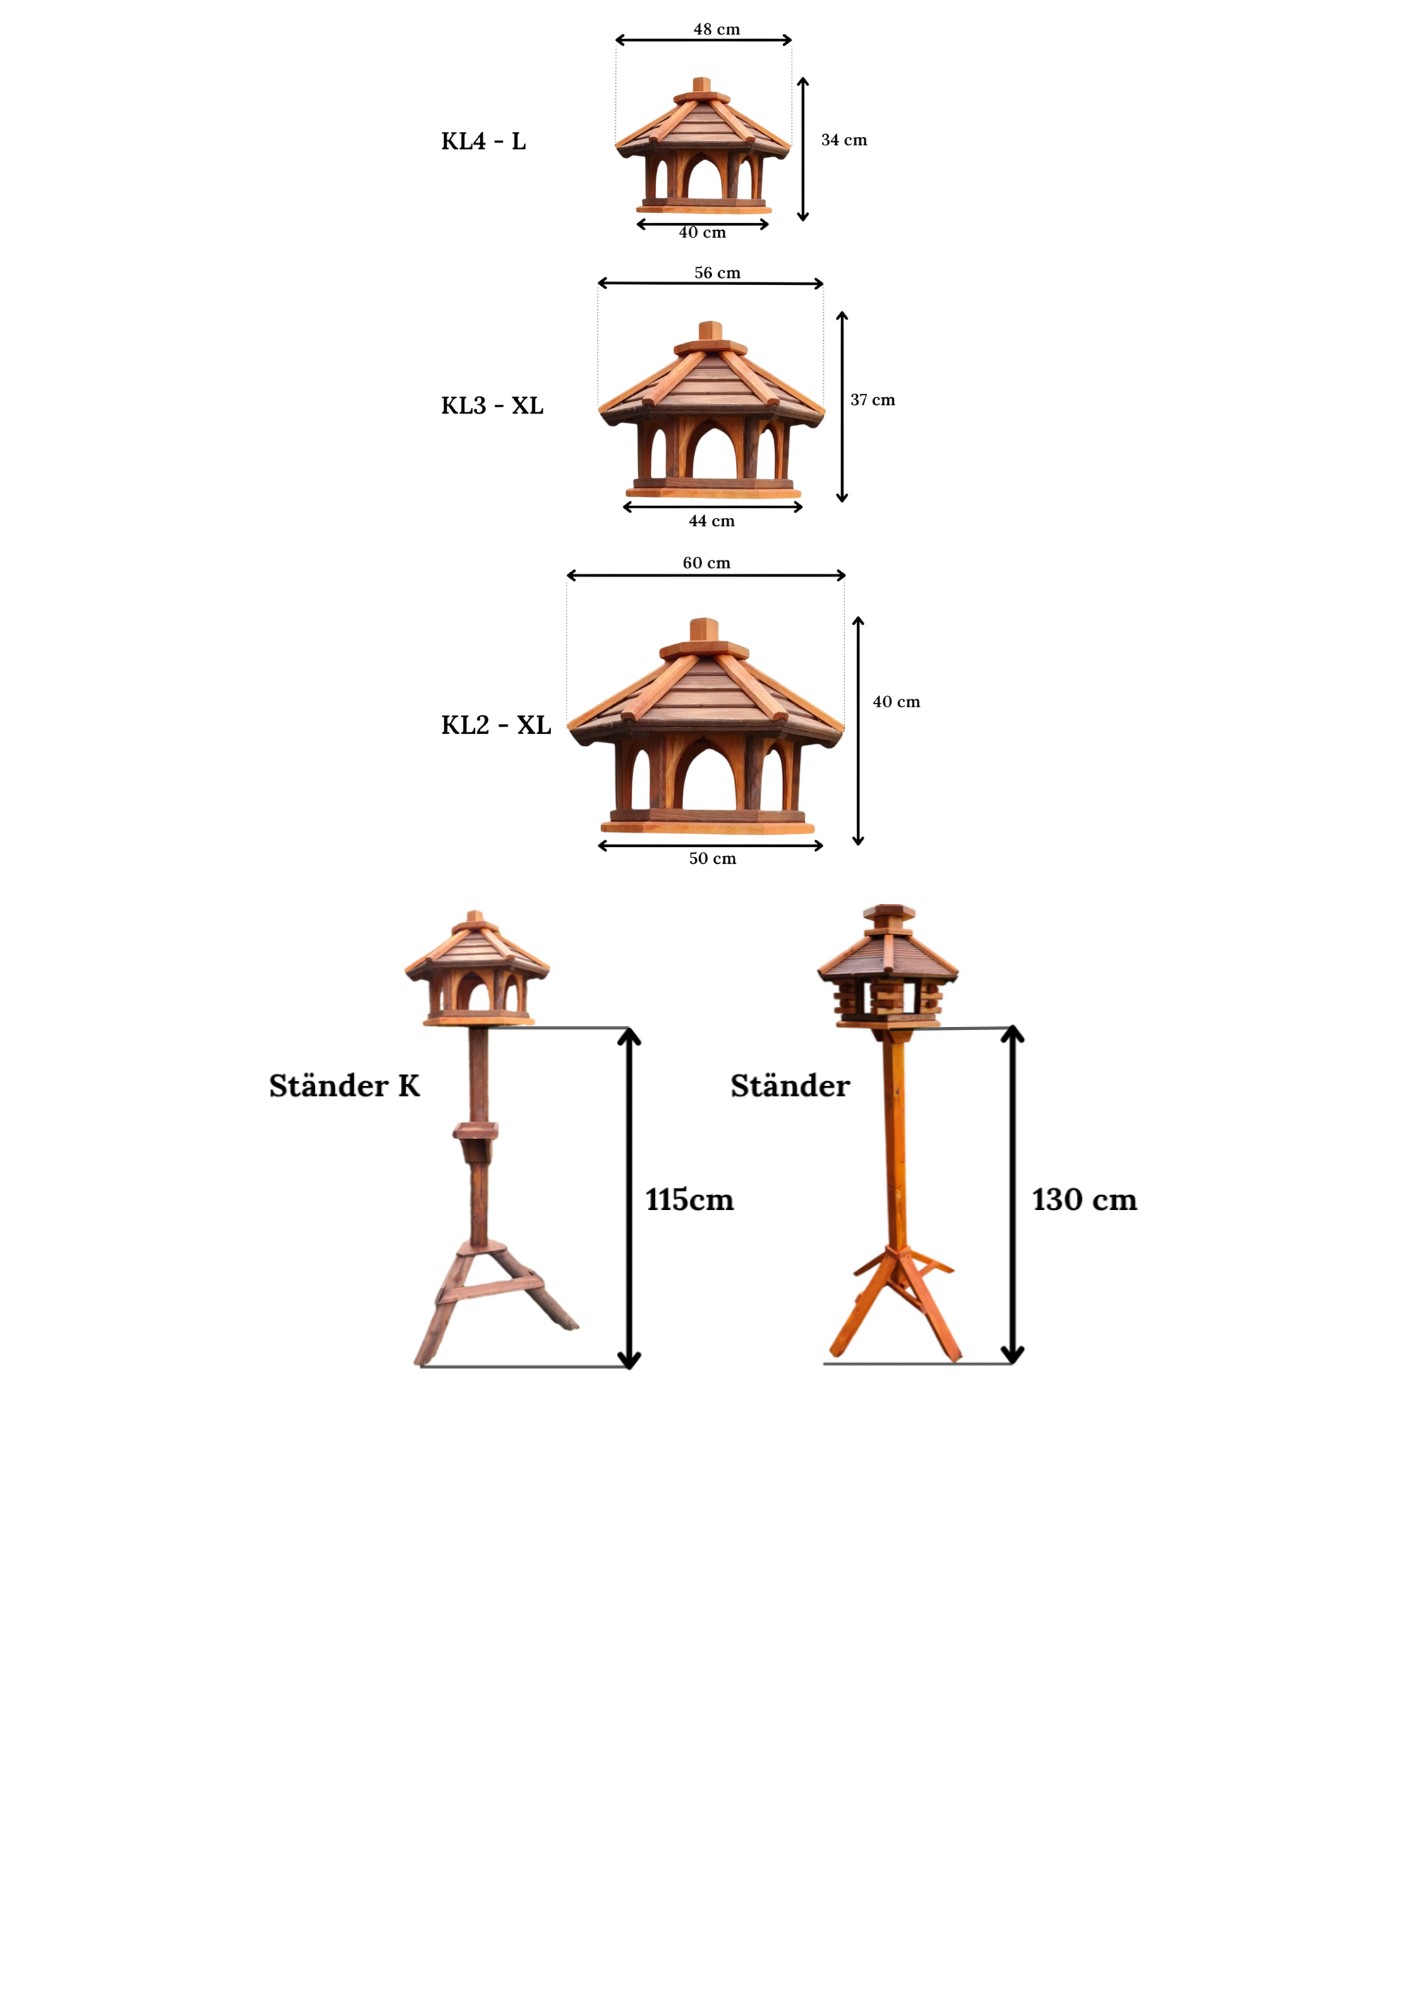 48 cm
KL4 - L
34 cm
40 cm
56 cm
KL3 - XL
37 cm
44 cm
60 cm
KL2 - XL
40 cm
50 cm
Ständer K
Ständer
115cm
130 cm